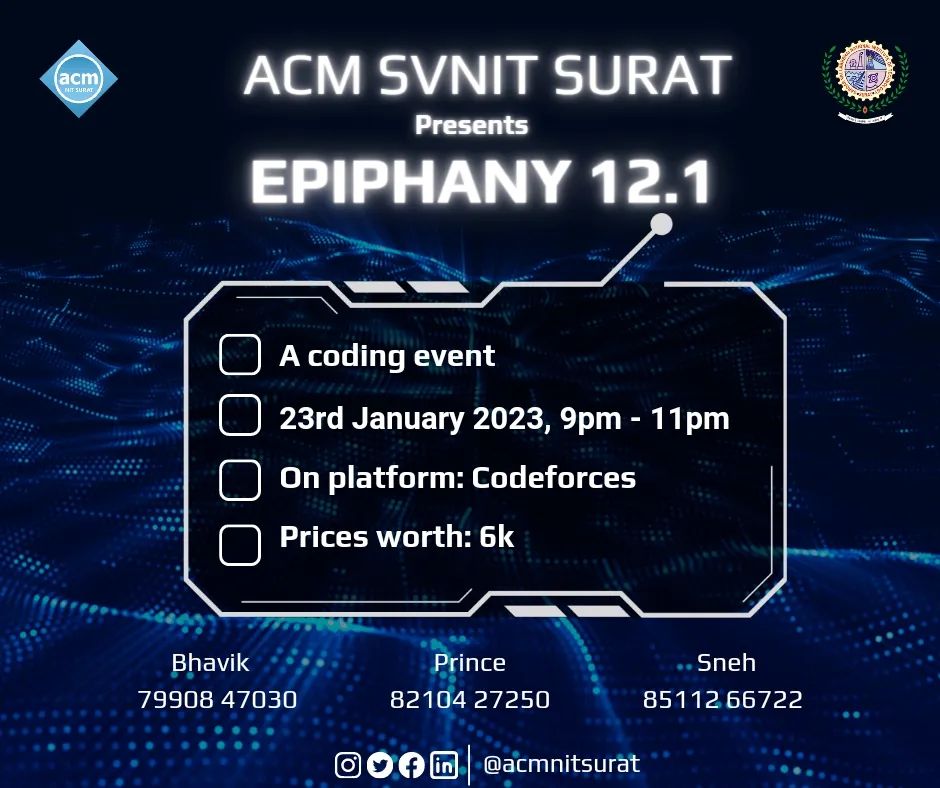 acm
NIT SURAT
ACM SVNIT SURAT
Presents
EPIPHANY 12.1
A coding event
23rd January 2023, 9pm - 11pm
On platform: Codeforces
Prices worth: 6k
Bhavik
79908 47030
Prince
82104 27250
Sneh
85112 66722
@acmnitsurat